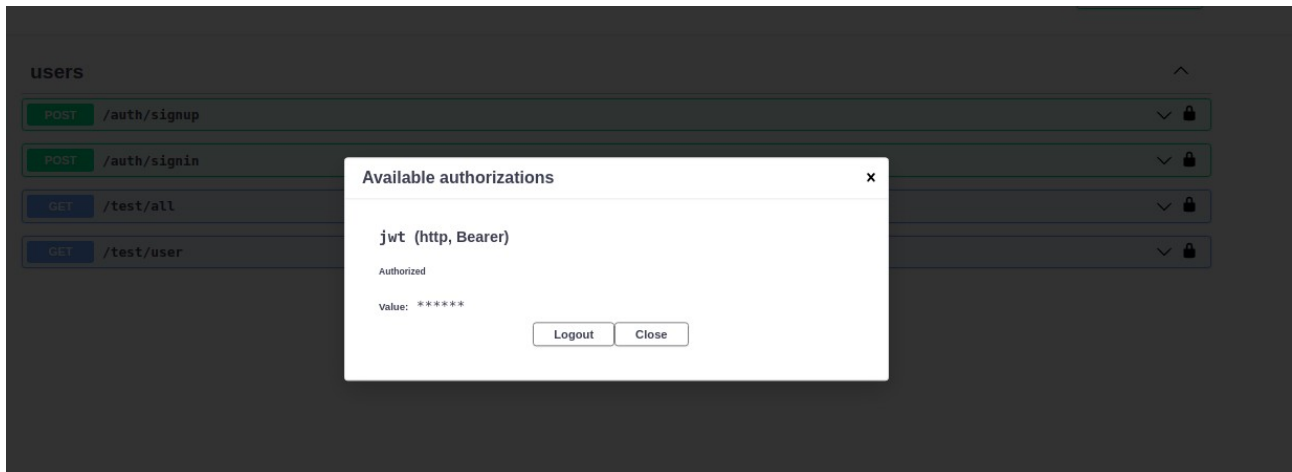 users
POST /auth/signup
POST /auth/signin
GET /test/all
GET /test/user
Available authorizations ×
jwt (http, Bearer)
Authorized
Value: ******
Logout Close